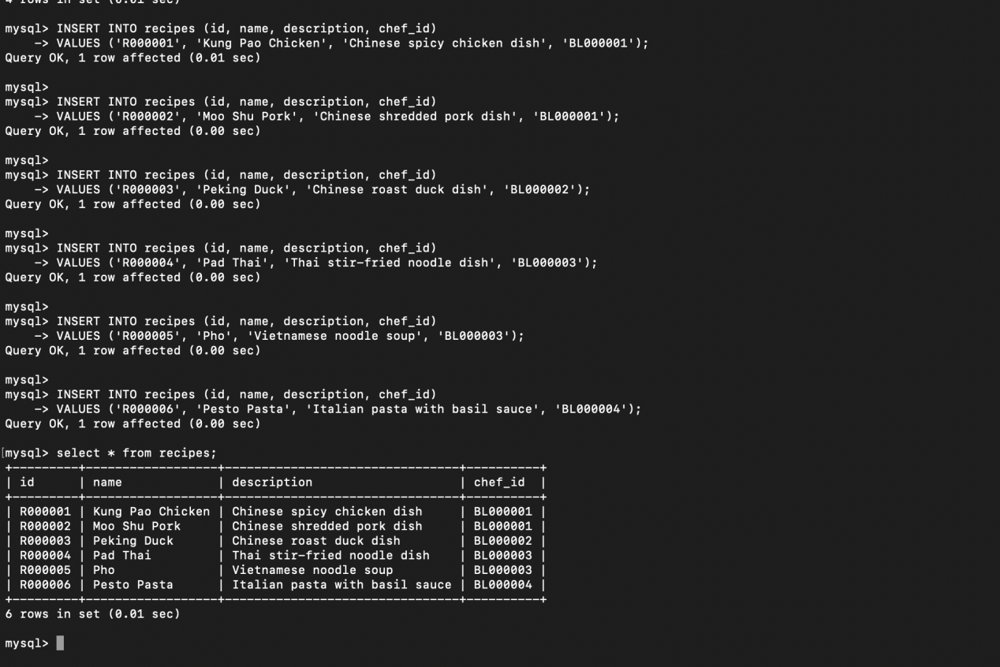 4 rows in set (0.01 sec)
mysql> INSERT INTO recipes (id, name, description, chef_id)
    -> VALUES ('R000001', 'Kung Pao Chicken', 'Chinese spicy chicken dish', 'BL000001');
Query OK, 1 row affected (0.01 sec)
mysql>
mysql> INSERT INTO recipes (id, name, description, chef_id)
    -> VALUES ('R000002', 'Moo Shu Pork', 'Chinese shredded pork dish', 'BL000001');
Query OK, 1 row affected (0.00 sec)
mysql>
mysql> INSERT INTO recipes (id, name, description, chef_id)
    -> VALUES ('R000003', 'Peking Duck', 'Chinese roast duck dish', 'BL000002');
Query OK, 1 row affected (0.00 sec)
mysql>
mysql> INSERT INTO recipes (id, name, description, chef_id)
    -> VALUES ('R000004', 'Pad Thai', 'Thai stir-fried noodle dish', 'BL000003');
Query OK, 1 row affected (0.00 sec)
mysql>
mysql> INSERT INTO recipes (id, name, description, chef_id)
    -> VALUES ('R000005', 'Pho', 'Vietnamese noodle soup', 'BL000003');
Query OK, 1 row affected (0.00 sec)
mysql>
mysql> INSERT INTO recipes (id, name, description, chef_id)
    -> VALUES ('R000006', 'Pesto Pasta', 'Italian pasta with basil sauce', 'BL000004');
Query OK, 1 row affected (0.00 sec)
[mysql> select * from recipes;
+---------+------------------+--------------------------------+----------+
| id      | name             | description                    | chef_id  |
+---------+------------------+--------------------------------+----------+
| R000001 | Kung Pao Chicken | Chinese spicy chicken dish     | BL000001 |
| R000002 | Moo Shu Pork     | Chinese shredded pork dish     | BL000001 |
| R000003 | Peking Duck      | Chinese roast duck dish        | BL000002 |
| R000004 | Pad Thai         | Thai stir-fried noodle dish    | BL000003 |
| R000005 | Pho              | Vietnamese noodle soup         | BL000003 |
| R000006 | Pesto Pasta      | Italian pasta with basil sauce | BL000004 |
+---------+------------------+--------------------------------+----------+
6 rows in set (0.01 sec)
mysql>